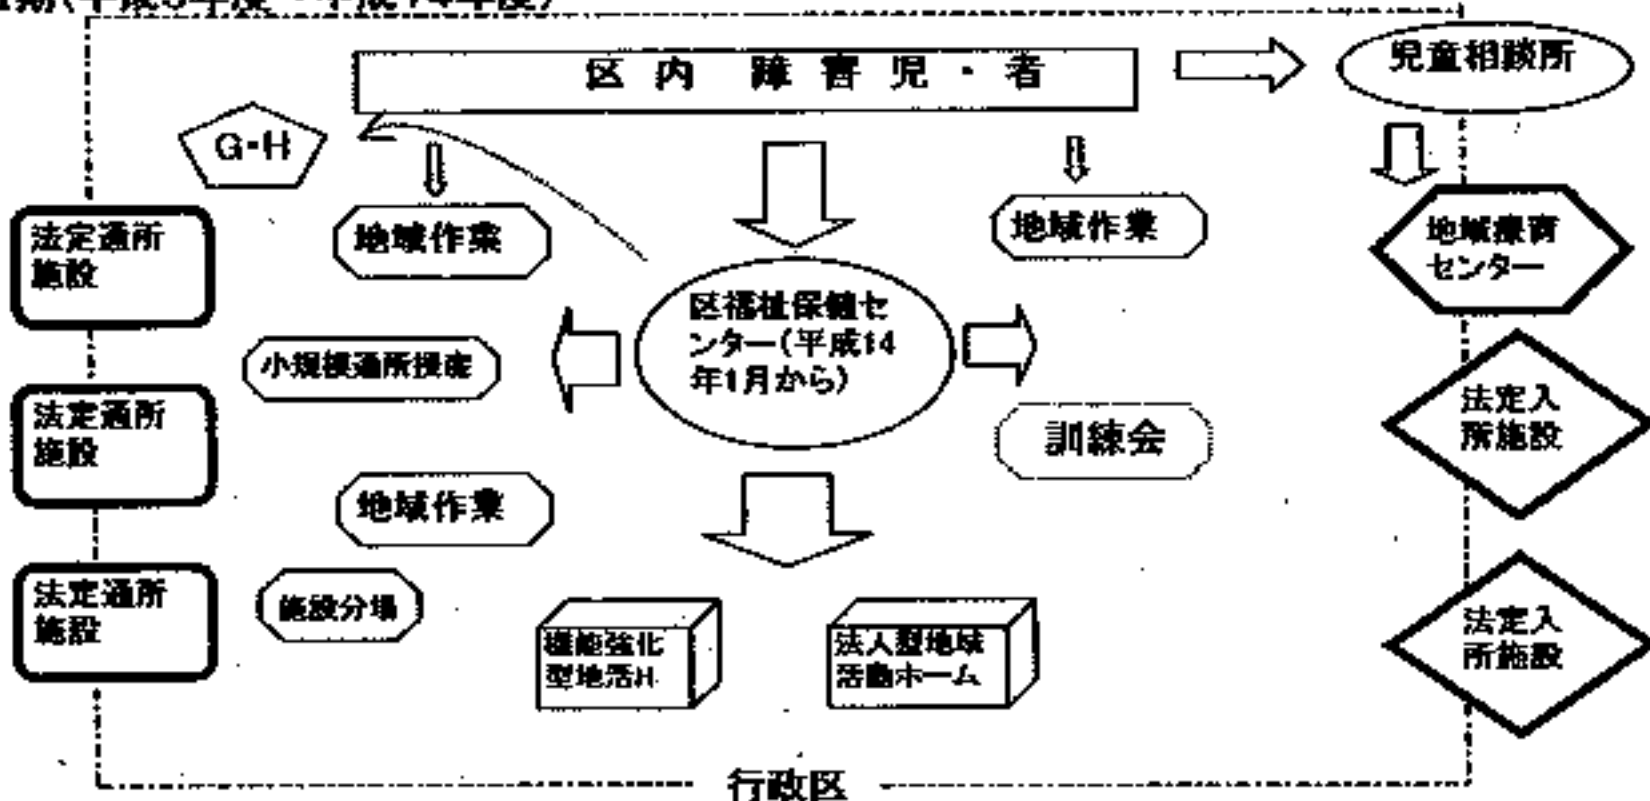 区内 障害児・者
児童相談所
G・H
地域作業
地域作業
法定通所
施設
地域療育
センター
区福祉保健セ
ンター(平成14
年1月から)
小規模通所授産
法定入
所施設
法定通所
施設
訓練会
地域作業
法定通所
施設
施設分場
機能強化
型地活H
法人型地域
活動ホーム
法定入
所施設
行政区